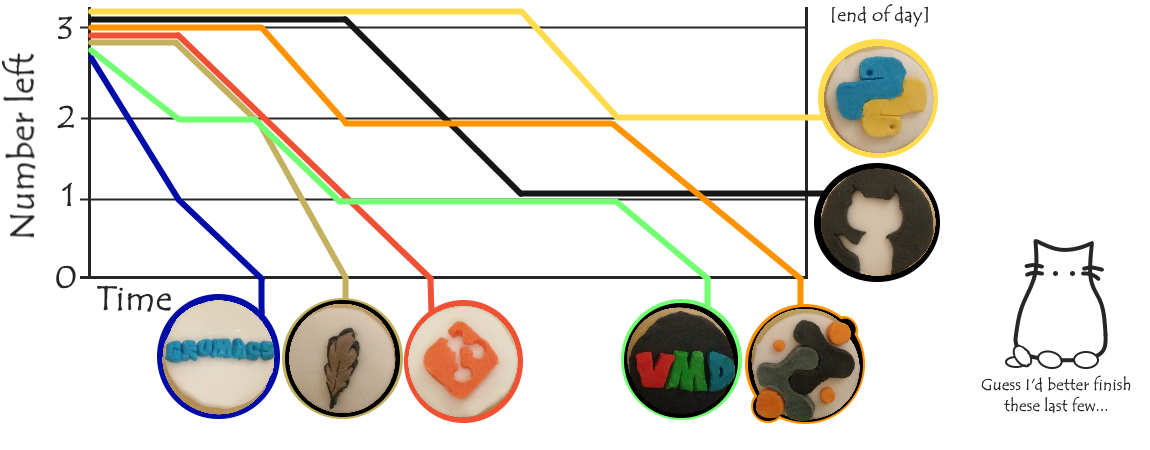 [end of day]
3
2
1
0
Number left
Time
GROMACS
VMD
Guess I'd better finish
these last few...